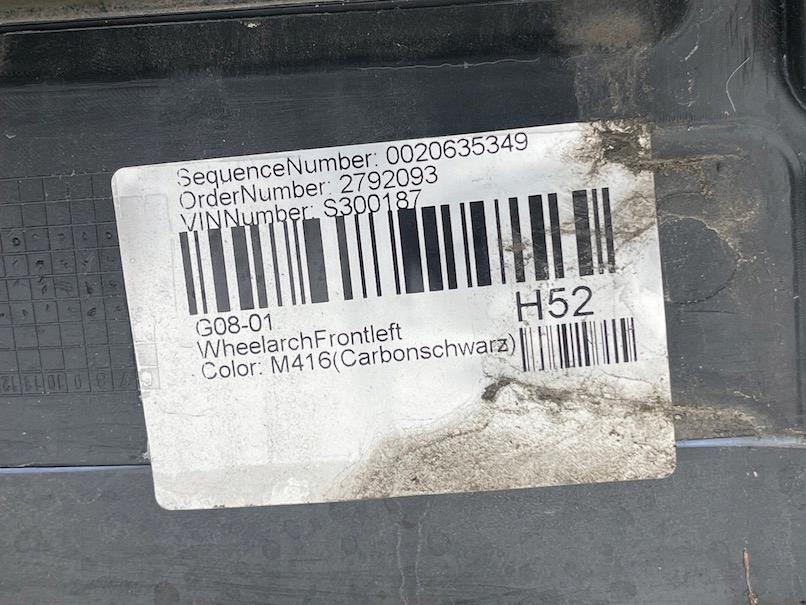 SequenceNumber: 0020635349
OrderNumber: 2792093
VINNumber: S300187
H52
G08-01
WheelarchFrontleft
Color: M416(Carbonschwarz)